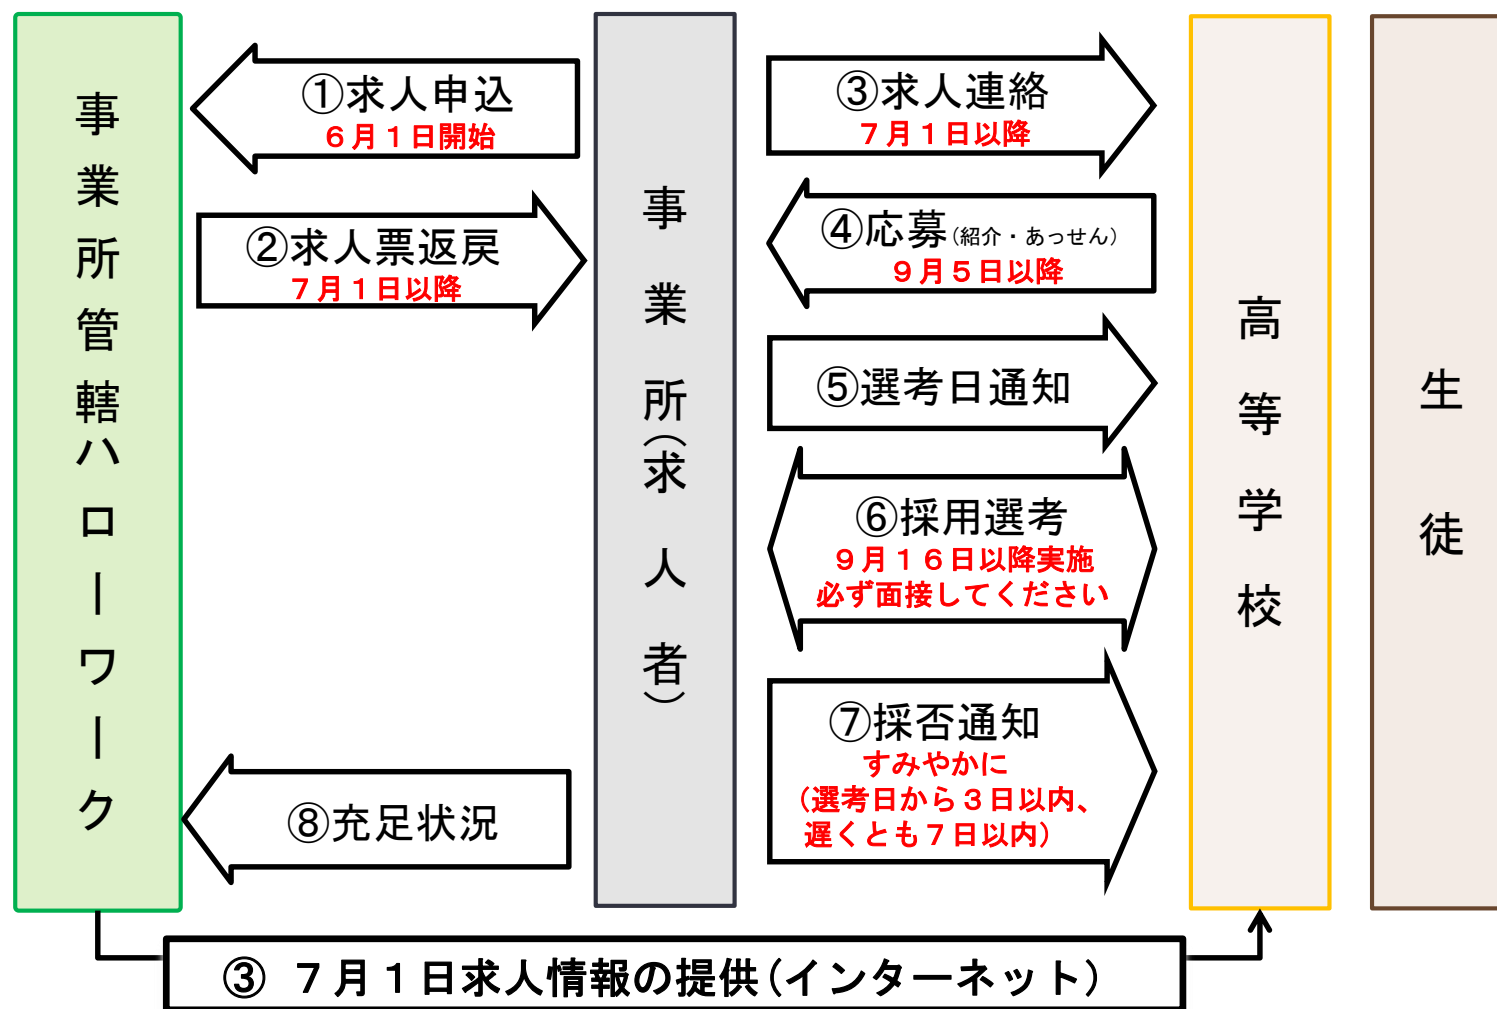 事業所管轄ハローワーク
①求人申込
６月１日開始
②求人票返戻
７月１日以降
⑧充足状況
事業所(求人者)
③求人連絡
７月１日以降
④応募(紹介・あっせん)
９月５日以降
⑤選考日通知
⑥採用選考
９月１６日以降実施
必ず面接してください
⑦採否通知
すみやかに
(選考日から３日以内、
遅くとも７日以内)
高等学校
生徒
③ ７月１日求人情報の提供(インターネット)